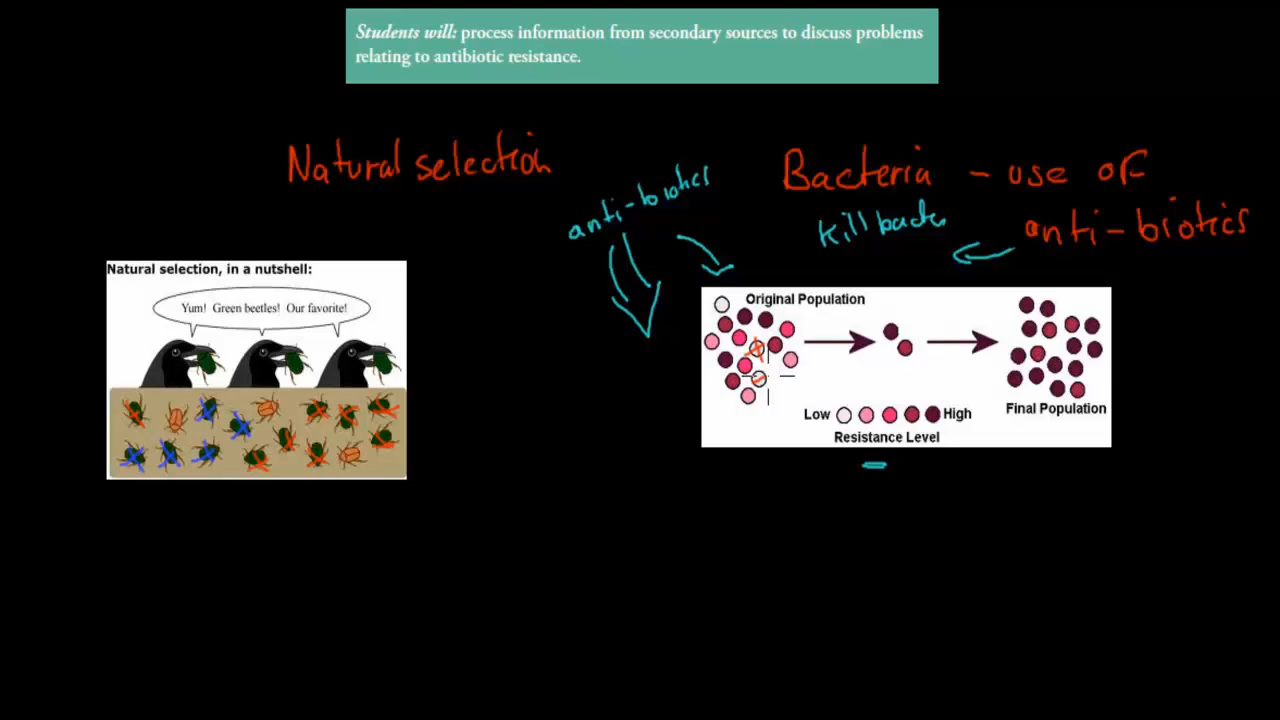 Students will: process information from secondary sources to discuss problems
relating to antibiotic resistance.
Natural selection
anti-biotics
Bacteria - use of
anti-biotics
kill bacte
Natural selection, in a nutshell:
Yum! Green beetles! Our favorite!
Original Population
Final Population
Low High
Resistance Level